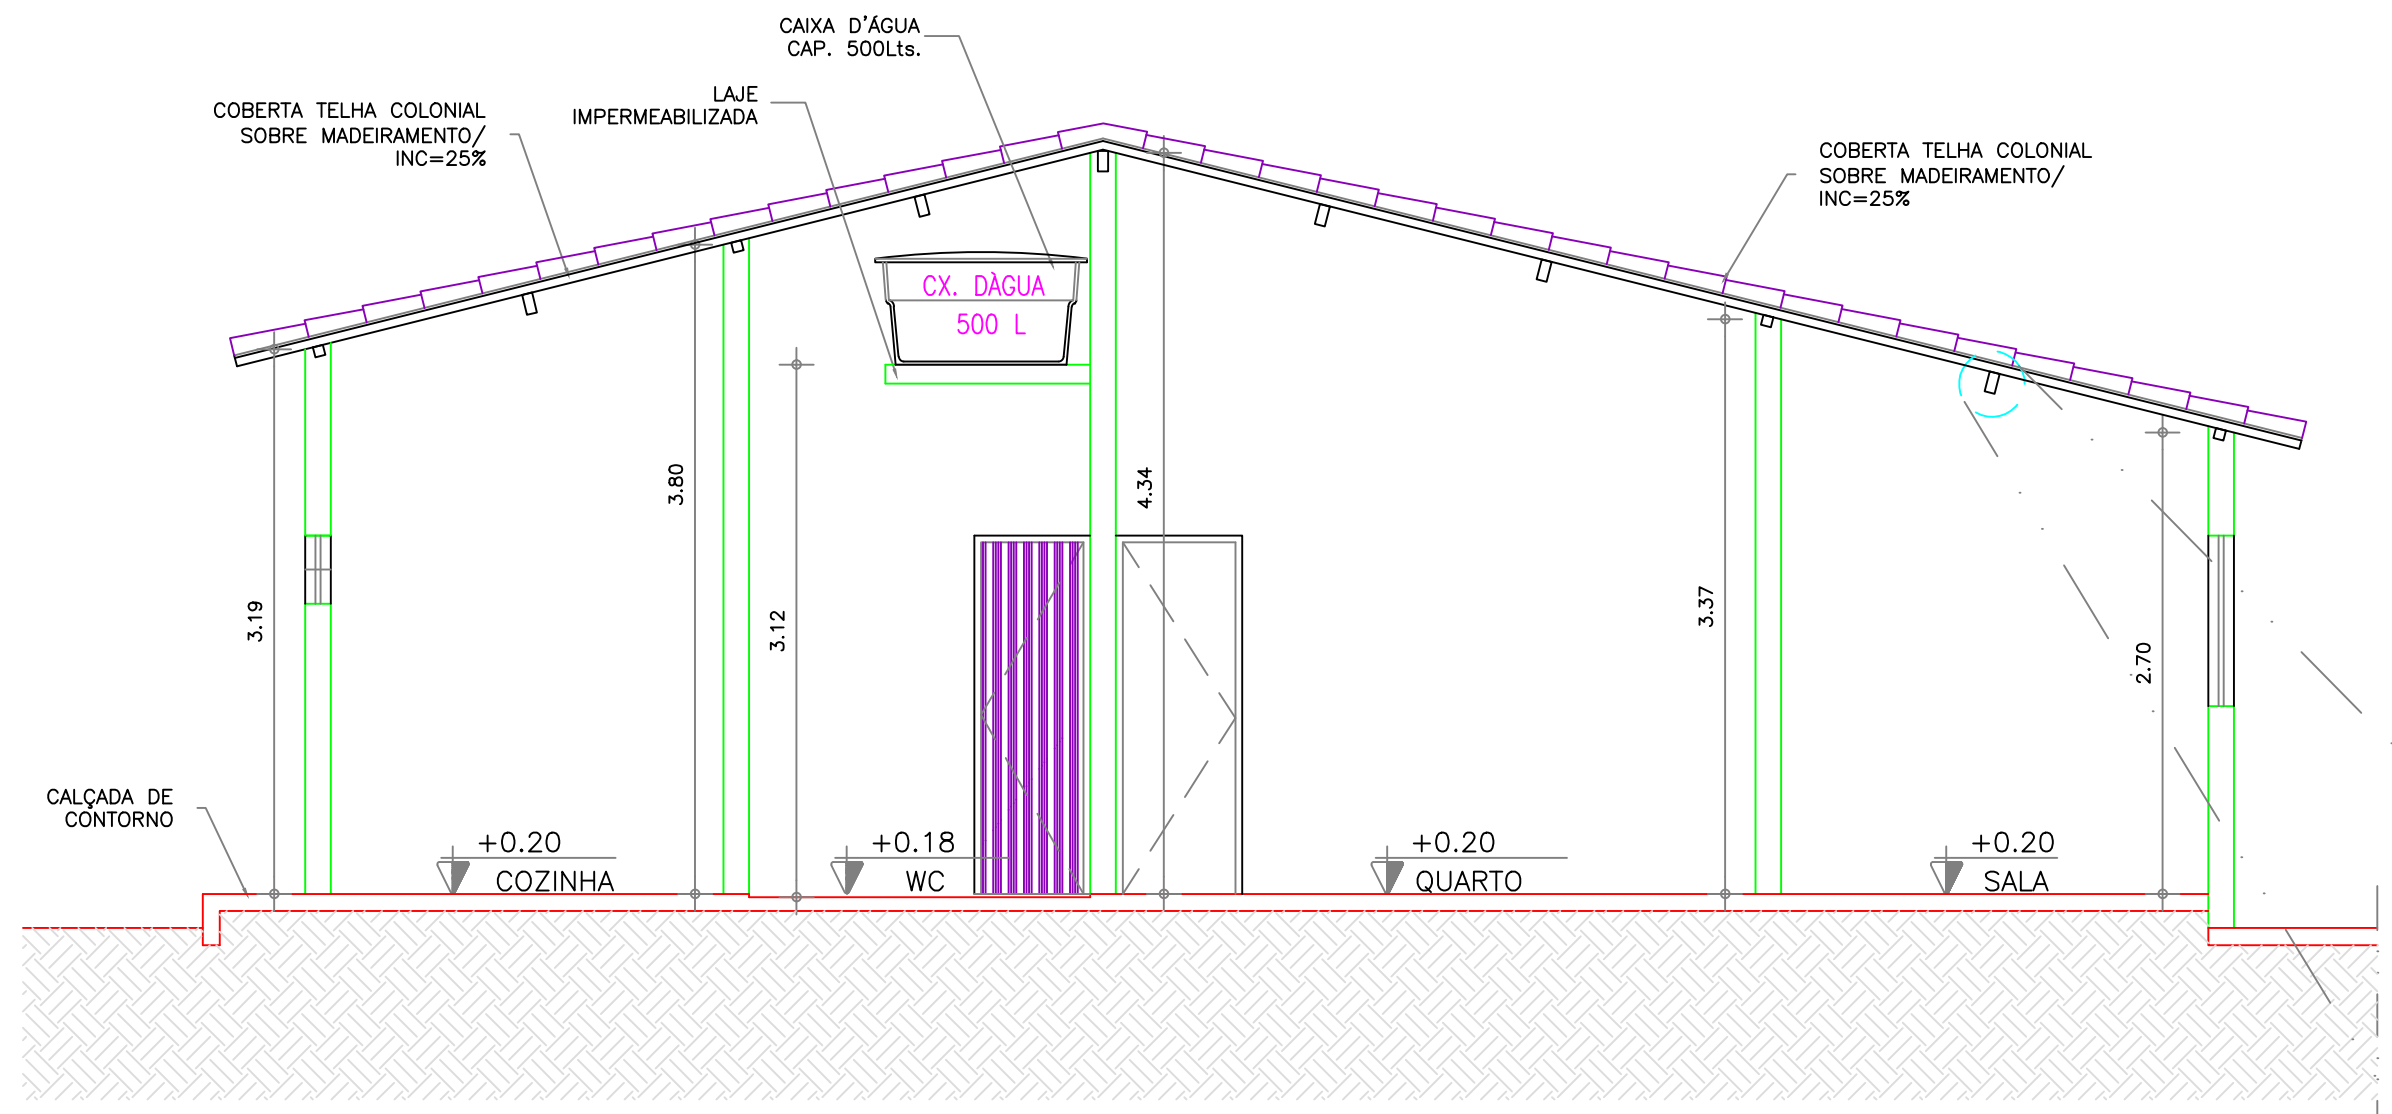 CAIXA D'ÁGUA
CAP. 500Lts.
LAJE
IMPERMEABILIZADA
COBERTA TELHA COLONIAL
SOBRE MADEIRAMENTO/
INC=25%
COBERTA TELHA COLONIAL
SOBRE MADEIRAMENTO/
INC=25%
CX. DÀGUA
500 L
3.19
3.80
3.12
4.34
3.37
2.70
CALÇADA DE
CONTORNO
+0.20
COZINHA
+0.18
WC
+0.20
QUARTO
+0.20
SALA